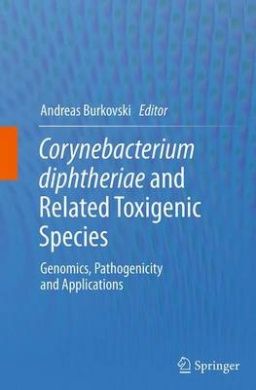 Andreas Burkovski Editor
Corynebacterium
diphtheriae and
Related Toxigenic
Species
Genomics, Pathogenicity
and Applications
Springer